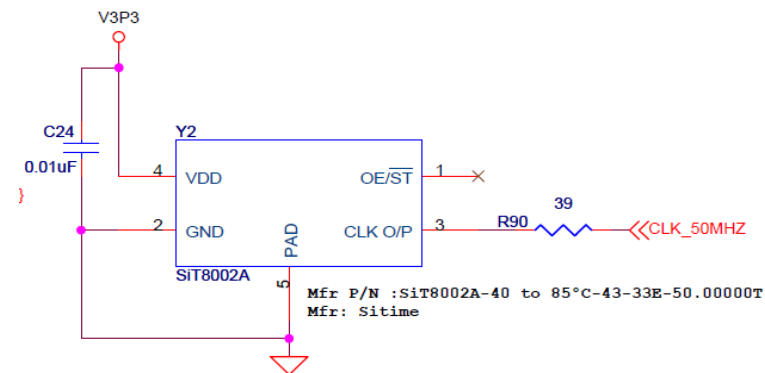 V3P3
C24
0.01uF
}
Y2
4 VDD OE/ST 1
2 GND CLK O/P 3
PAD
5
SiT8002A
R90 39 CLK_50MHZ
Mfr P/N :SiT8002A-40 to 85°C-43-33E-50.00000T
Mfr: Sitime